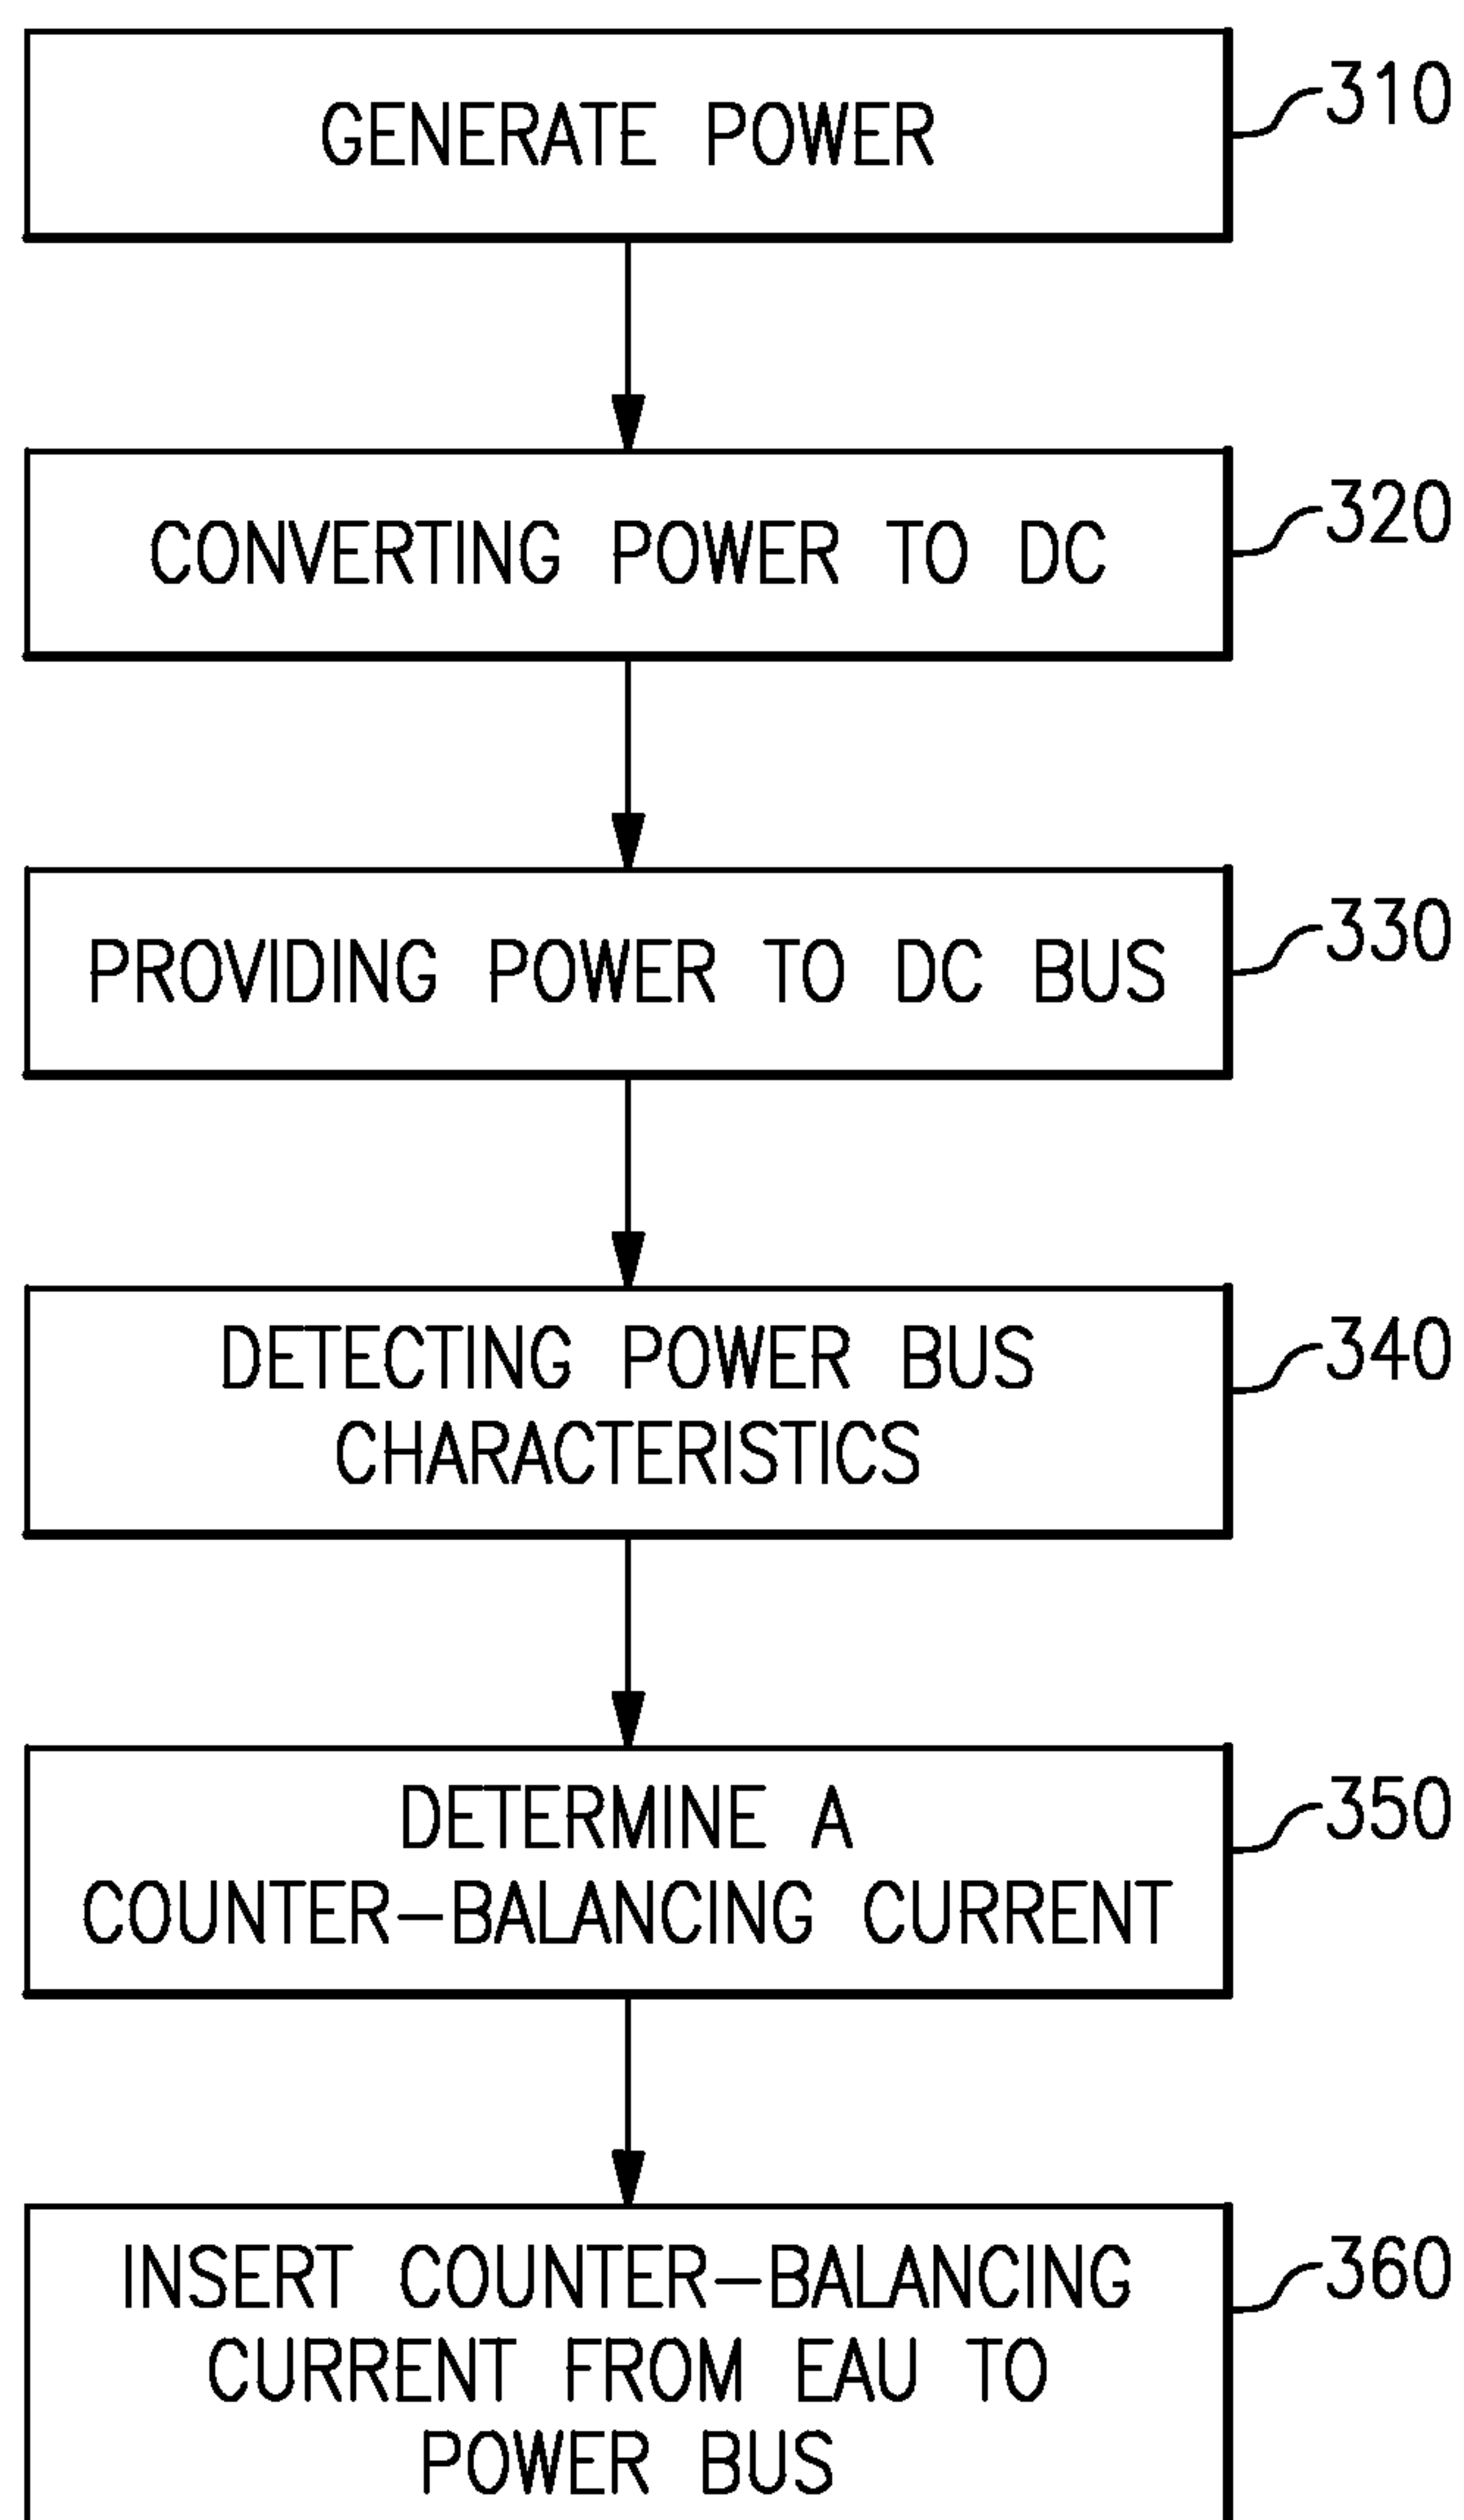 GENERATE POWER
310
CONVERTING POWER TO DC
320
PROVIDING POWER TO DC BUS
330
DETECTING POWER BUS
CHARACTERISTICS
340
DETERMINE A
COUNTER-BALANCING CURRENT
350
INSERT COUNTER-BALANCING
CURRENT FROM EAU TO
POWER BUS
360